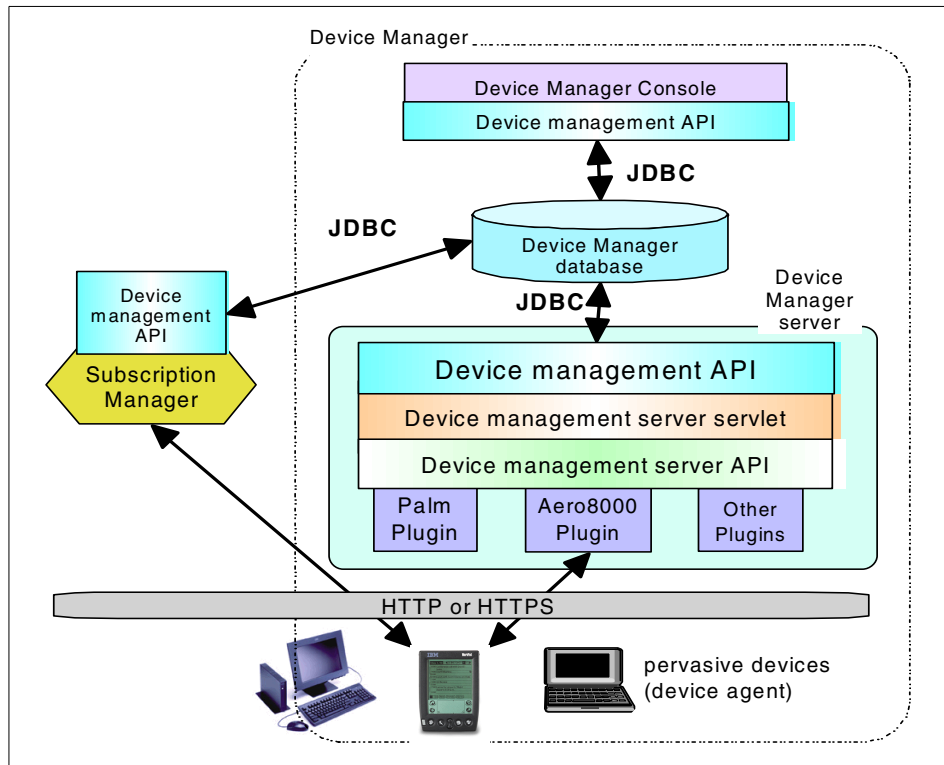 Device Manager
Device Manager Console
Device management API
JDBC
JDBC
Device Manager
database
JDBC
Device
Manager
server
Device
management
API
Subscription
Manager
Device management API
Device management server servlet
Device management server API
Palm
Plugin
Aero8000
Plugin
Other
Plugins
HTTP or HTTPS
IBM
pervasive devices
(device agent)